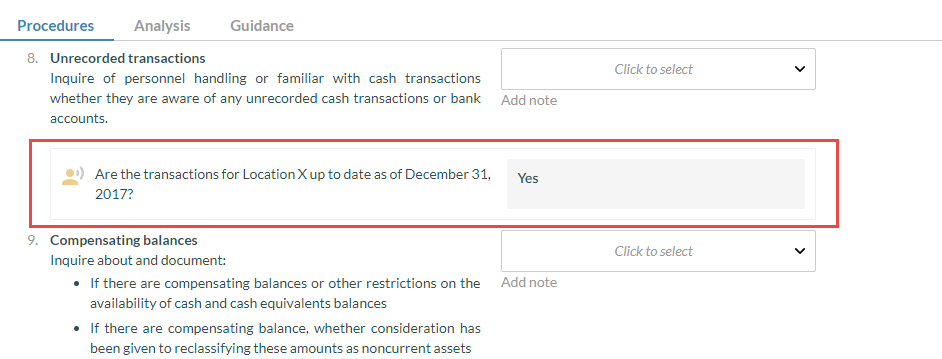 Procedures Analysis Guidance
8. Unrecorded transactions
Inquire of personnel handling or familiar with cash transactions
whether they are aware of any unrecorded cash transactions or bank
accounts.
Click to select
Add note
Are the transactions for Location X up to date as of December 31,
2017?
Yes
9. Compensating balances
Inquire about and document:
• If there are compensating balances or other restrictions on the
availability of cash and cash equivalents balances
• If there are compensating balance, whether consideration has
been given to reclassifying these amounts as noncurrent assets
Click to select
Add note